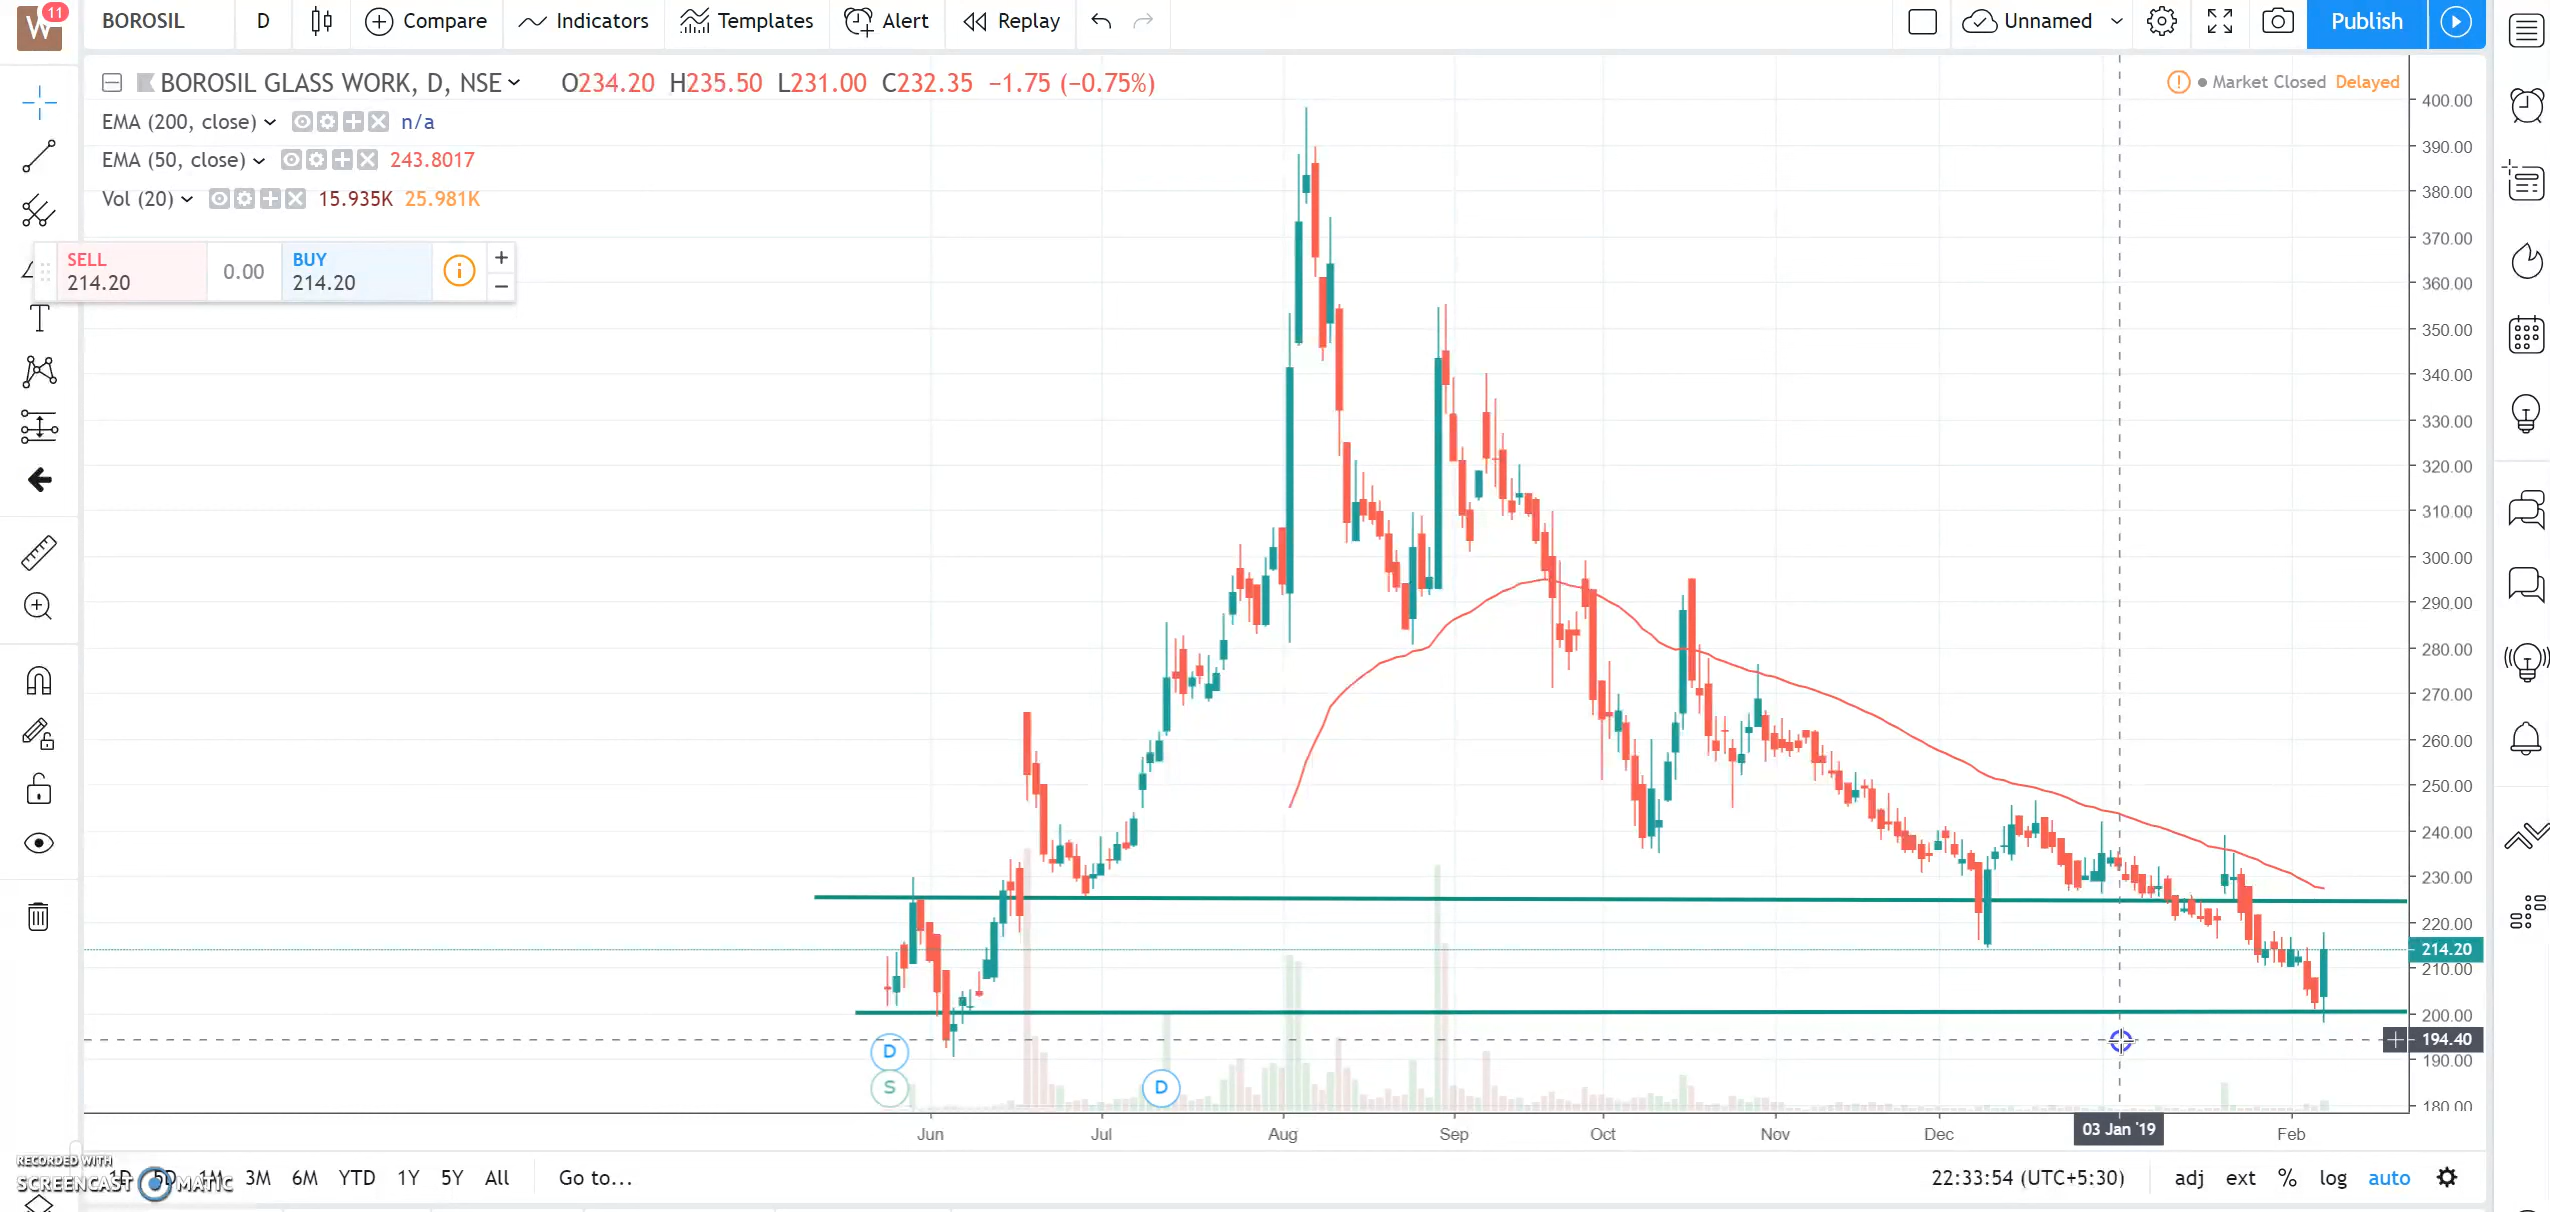 W 11 BOROSIL D Compare Indicators Templates Alert Replay Unnamed Publish
BOROSIL GLASS WORK, D, NSE O234.20 H235.50 L231.00 C232.35 −1.75 (−0.75%) Market Closed Delayed
EMA (200, close) n/a
EMA (50, close) 243.8017
Vol (20) 15.935K 25.981K
SELL 0.00 BUY
214.20 214.20
T
400.00
390.00
380.00
370.00
360.00
350.00
340.00
330.00
320.00
310.00
300.00
290.00
280.00
270.00
260.00
250.00
240.00
230.00
220.00
214.20
210.00
200.00
194.40
190.00
180.00
D
S D
Jun Jul Aug Sep Oct Nov Dec 03 Jan '19 Feb
RECORDED WITH
SCREENCAST MATIC
1D 5D 1M 3M 6M YTD 1Y 5Y All Go to... 22:33:54 (UTC+5:30) adj ext % log auto